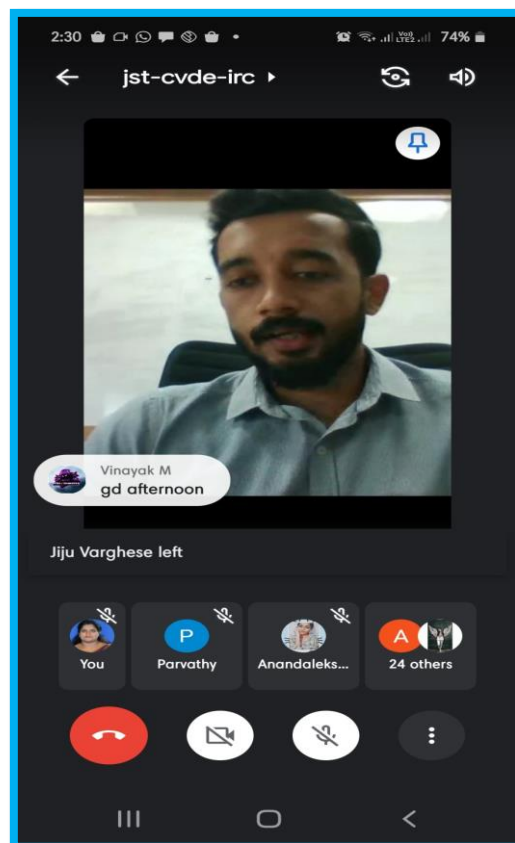 2:30 74%
jst-cvde-irc
Vinayak M
gd afternoon
Jiju Varghese left
P A
You Parvathy Anandaleks... 24 others